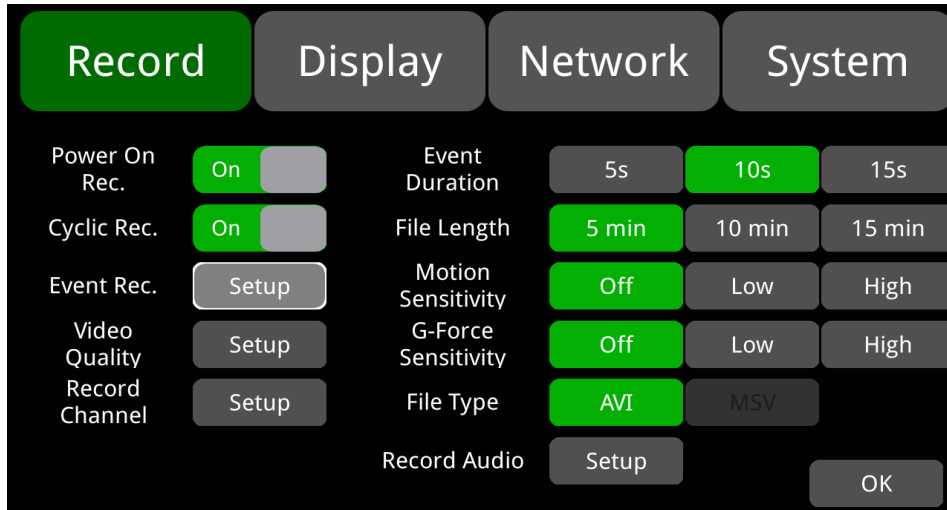 Record Display Network System
Power On Rec. On Event Duration 5s 10s 15s
Cyclic Rec. On File Length 5 min 10 min 15 min
Event Rec. Setup Motion Sensitivity Off Low High
Video Quality Setup G-Force Sensitivity Off Low High
Record Channel Setup File Type AVI MSV
Record Audio Setup
OK